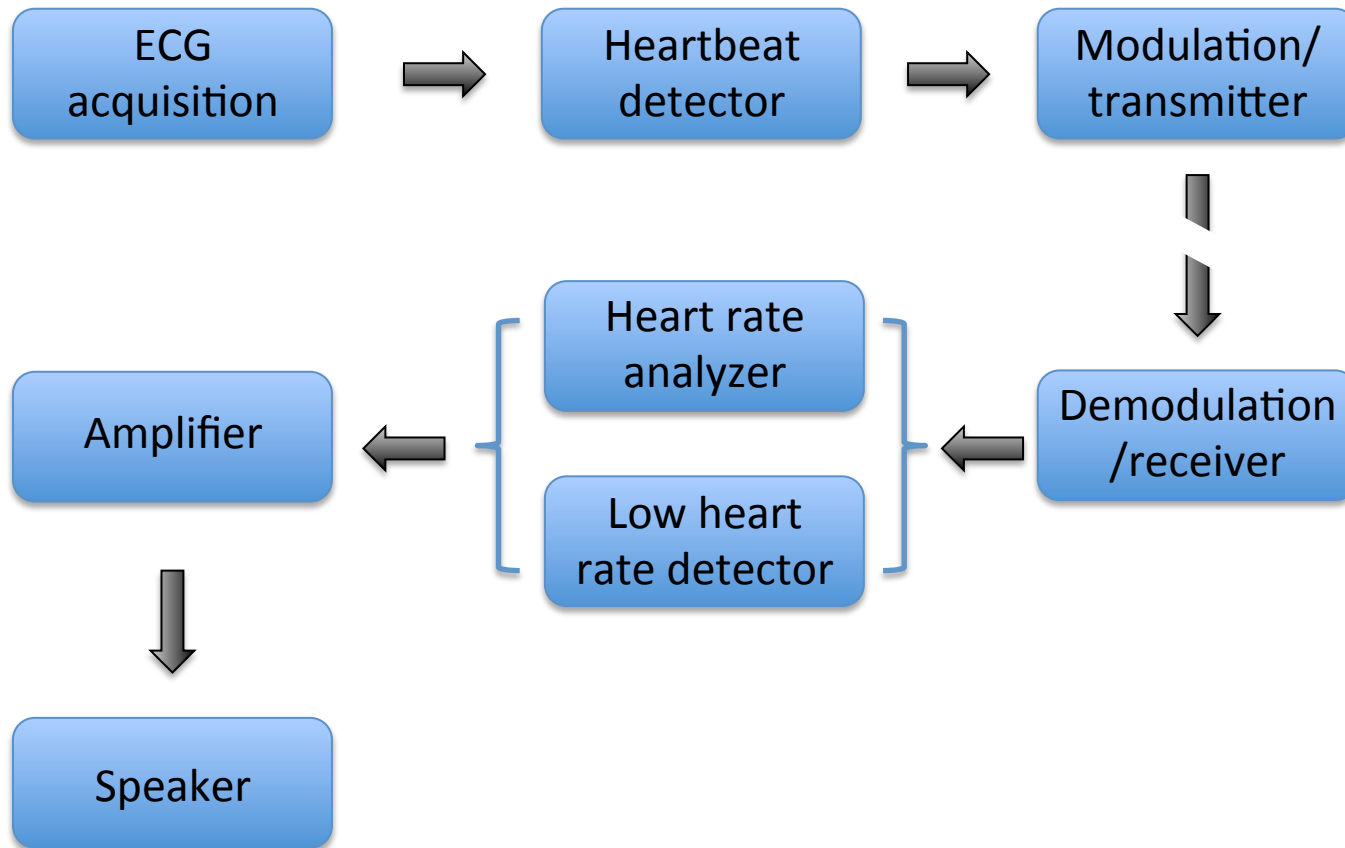 ECG
acquisition
Heartbeat
detector
Modulation/
transmitter
Heart rate
analyzer
Low heart
rate detector
Demodulation
/receiver
Amplifier
Speaker